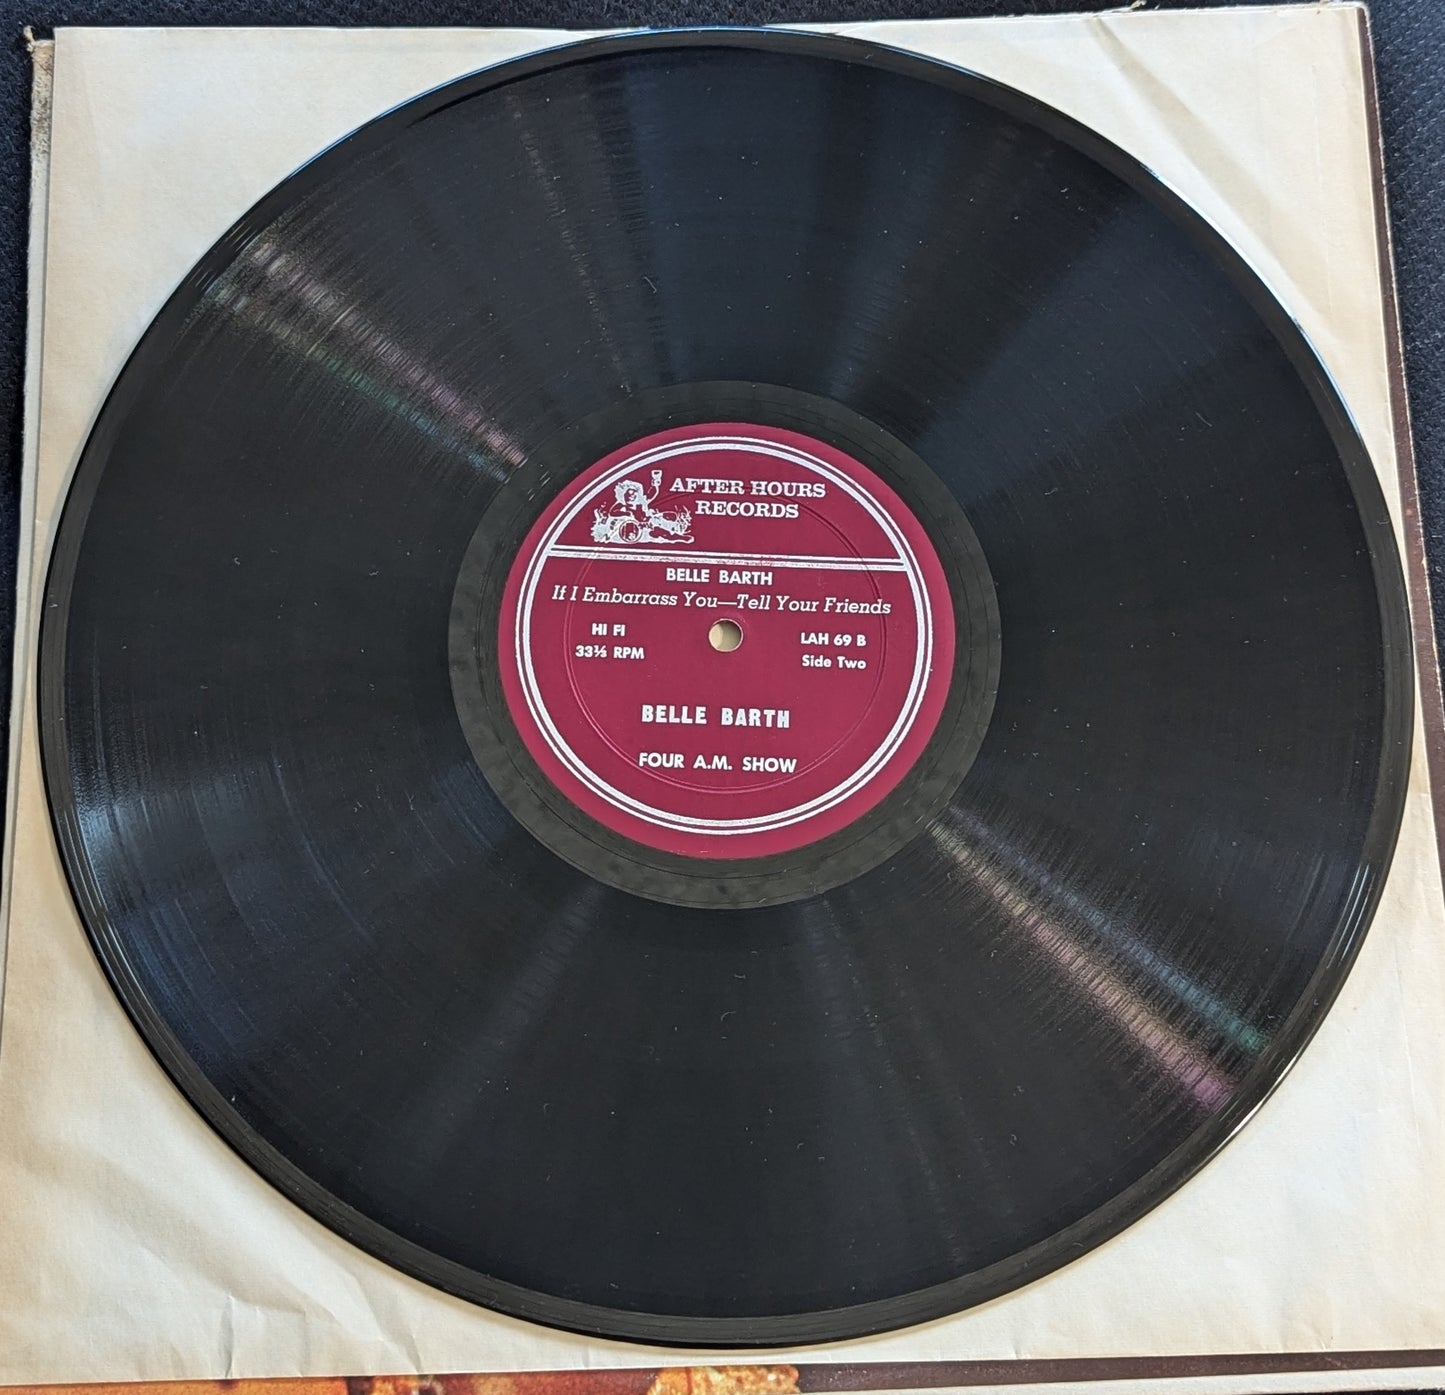 AFTER HOURS
RECORDS
BELLE BARTH
If I Embarrass You—Tell Your Friends
HI FI
33⅓ RPM
LAH 69 B
Side Two
BELLE BARTH
FOUR A.M. SHOW